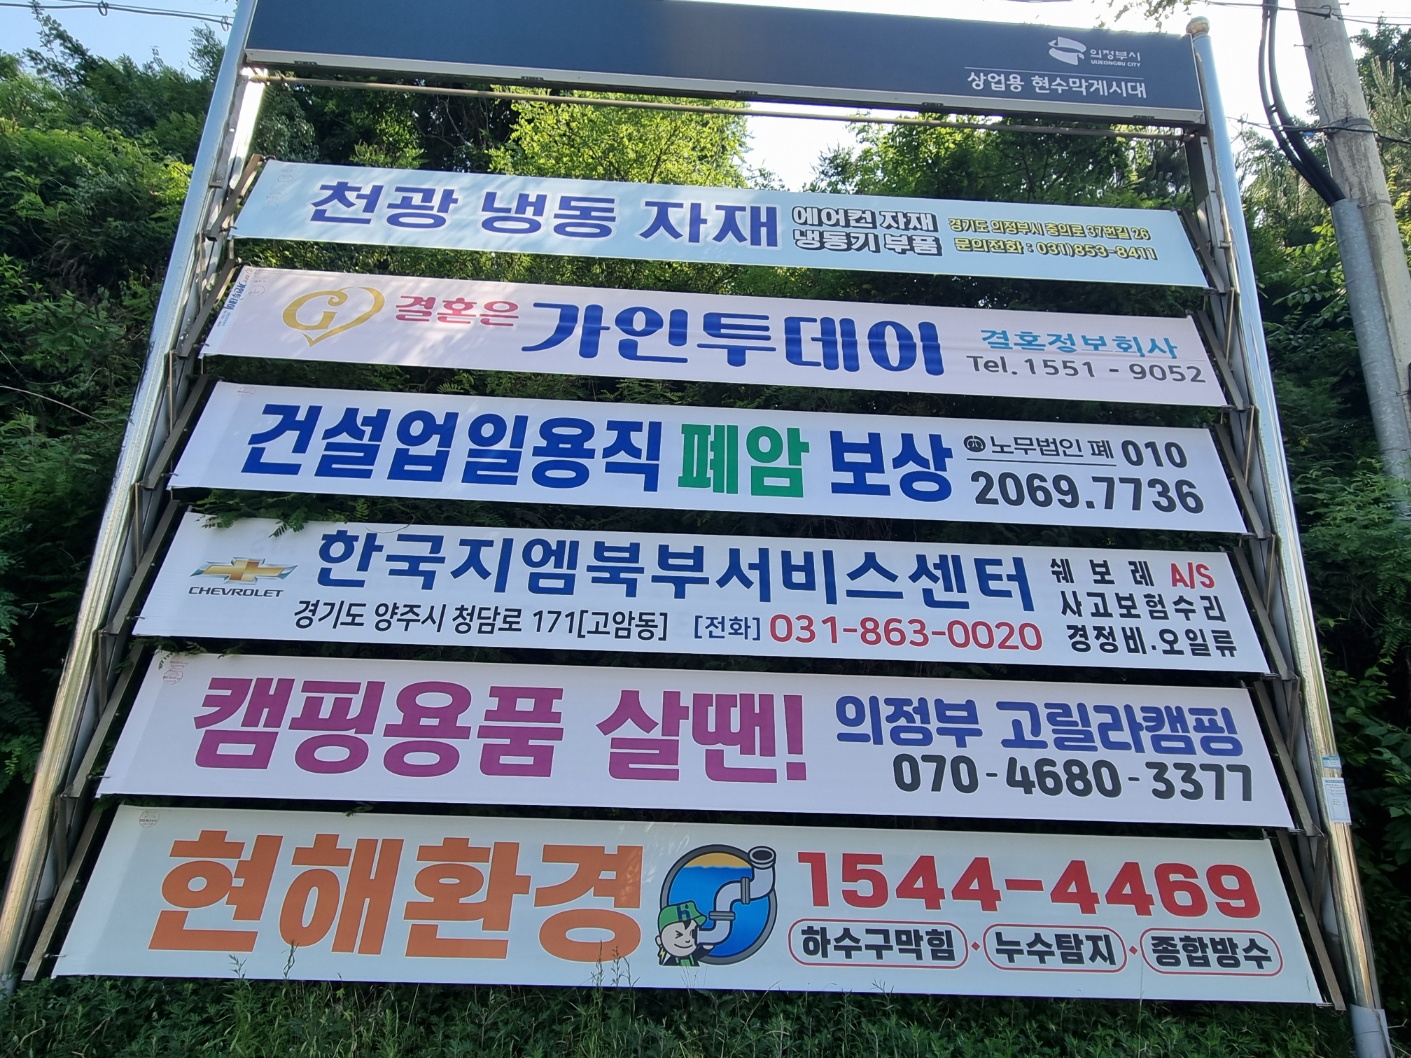 의정부시
UIJEONGBU CITY
상업용 현수막게시대
천광 냉동 자재
에어컨 자재
냉동기 부품
경기도 의정부시 충의로 37번길 26
문의전화 : 031)853-8411
G 결혼은 가인투데이
결혼정보회사
Tel. 1551 - 9052
건설업일용직 폐암 보상
노무법인 폐 010
2069.7736
CHEVROLET
한국지엠북부서비스센터
경기도 양주시 청담로 171[고암동] [전화] 031-863-0020
쉐보레 A/S
사고보험수리
경정비.오일류
캠핑용품 살땐!
의정부 고릴라캠핑
070-4680-3377
현해환경
1544-4469
하수구막힘·누수탐지·종합방수